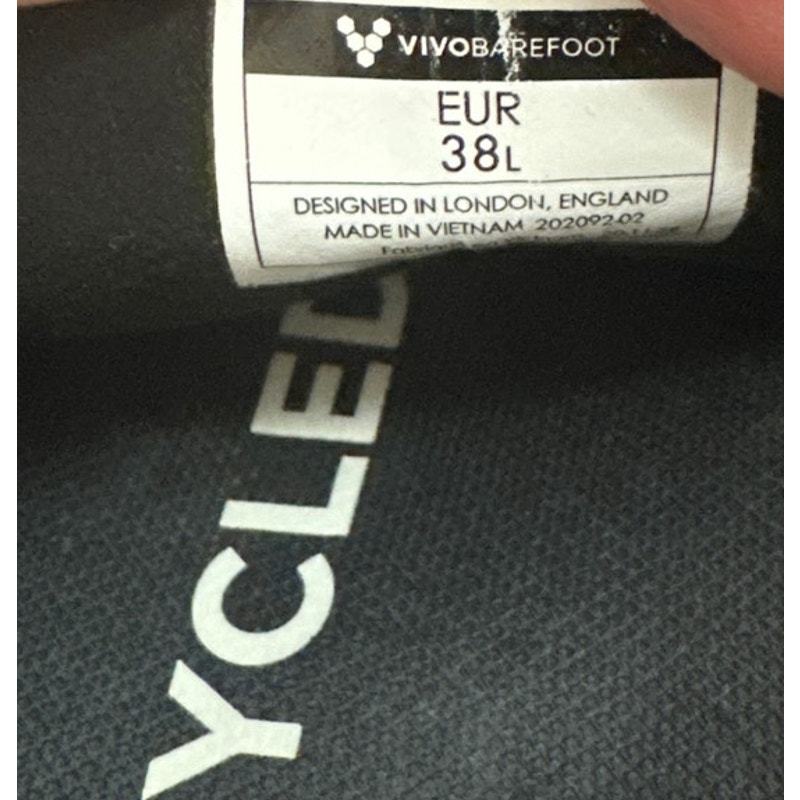 VIVOBAREFOOT
EUR
38L
DESIGNED IN LONDON, ENGLAND
MADE IN VIETNAM 202092-02
YCLED